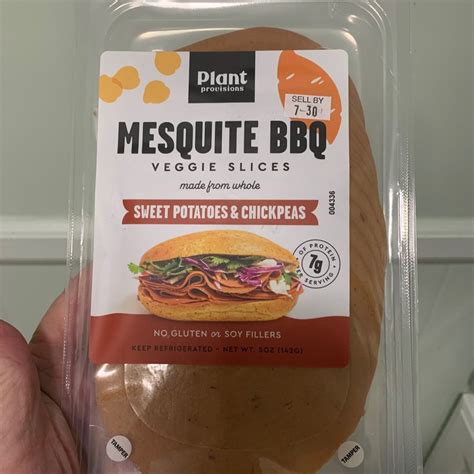 Plant
provisions
SELL BY
7-30
MESQUITE BBQ
VEGGIE SLICES
made from whole
SWEET POTATOES & CHICKPEAS
004336
7g
OF PROTEIN
PER SERVING
NO GLUTEN or SOY FILLERS
KEEP REFRIGERATED - NET WT. 5OZ (142g)
TAMPER
TAMPER